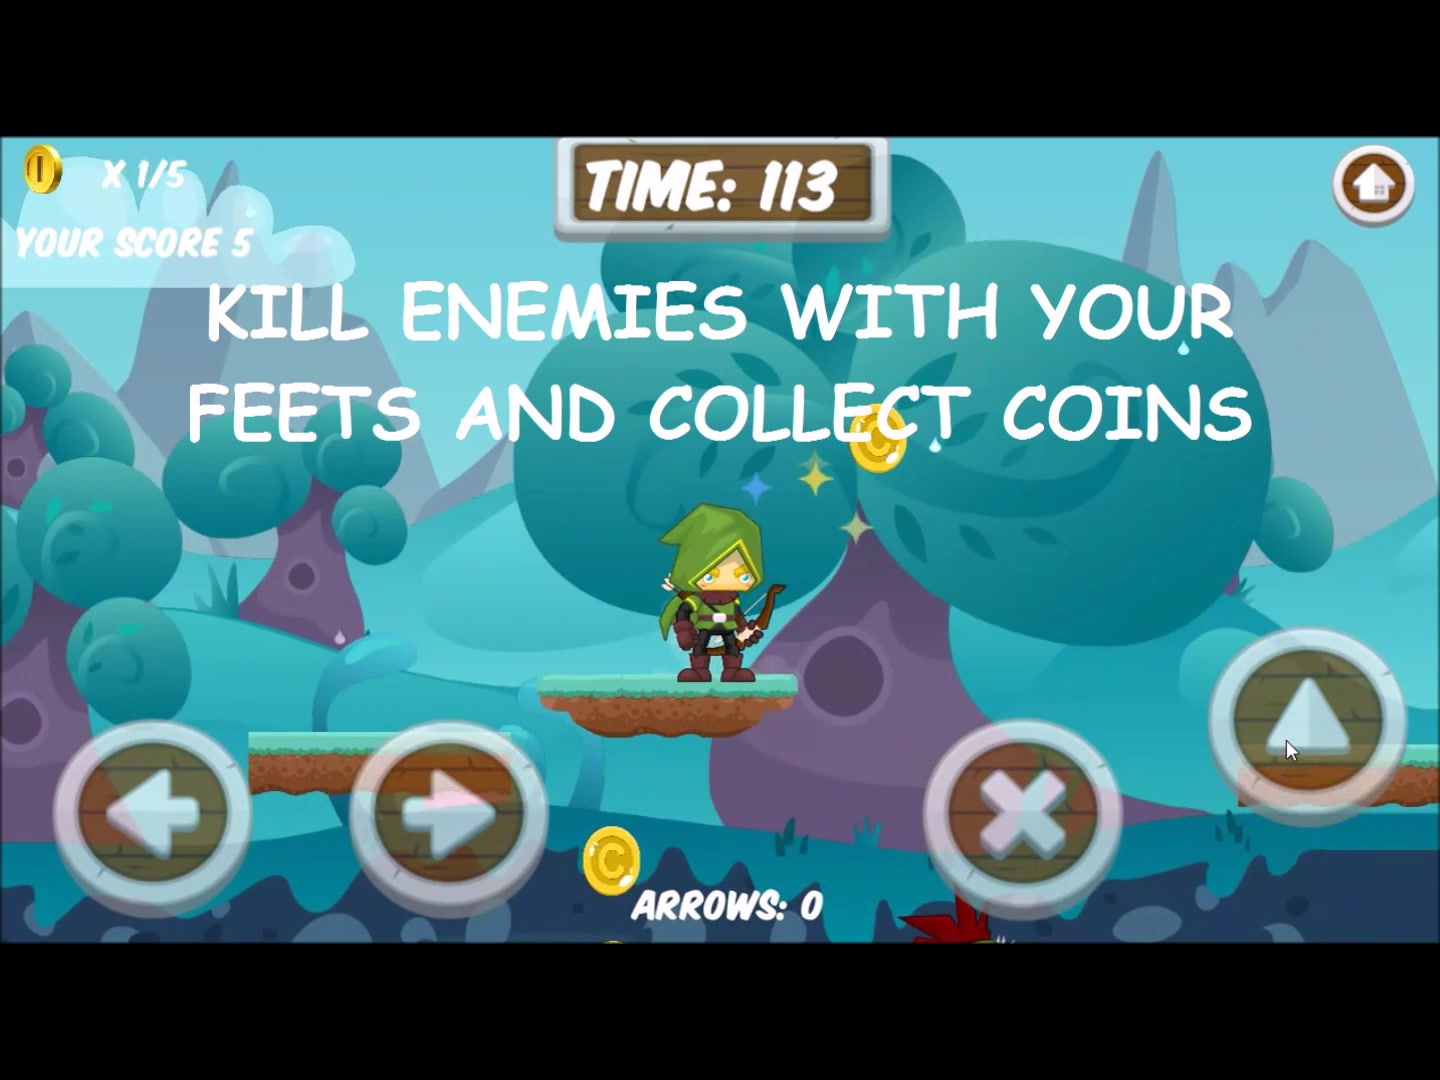 X 1/5
TIME: 113
YOUR SCORE 5
KILL ENEMIES WITH YOUR
FEETS AND COLLECT COINS
ARROWS: 0